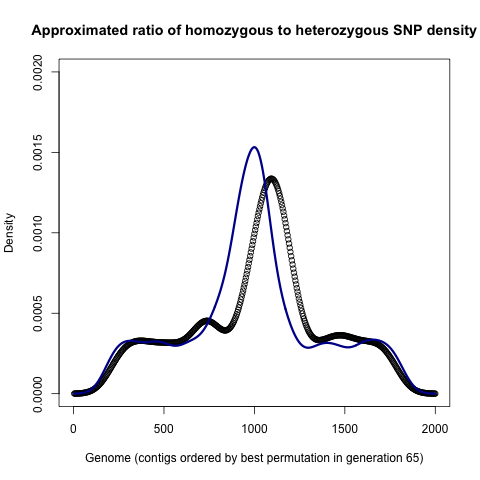 Approximated ratio of homozygous to heterozygous SNP density
0.0020
0.0015
0.0010
0.0005
0.0000
Density
0 500 1000 1500 2000
Genome (contigs ordered by best permutation in generation 65)